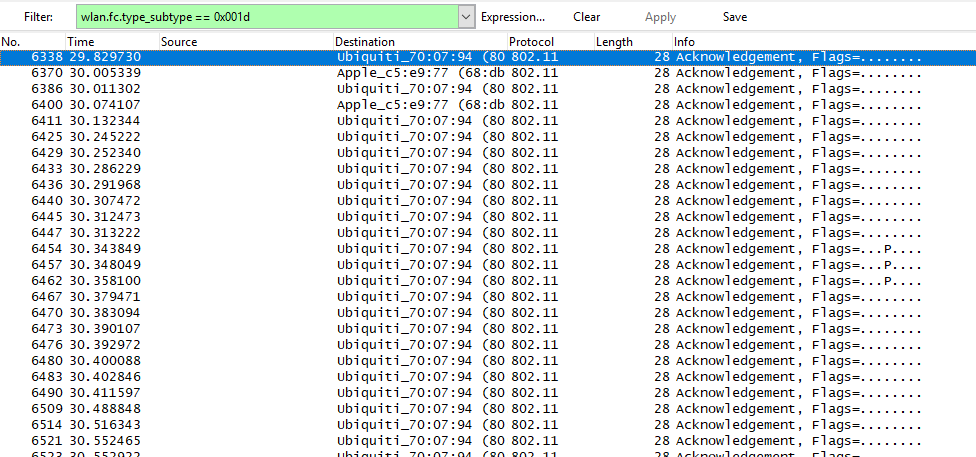 Filter: wlan.fc.type_subtype == 0x001d Expression... Clear Apply Save
No. Time Source Destination Protocol Length Info
6338 29.829730 Ubiquiti_70:07:94 (80 802.11 28 Acknowledgement, Flags=........
6370 30.005339 Apple_c5:e9:77 (68:db 802.11 28 Acknowledgement, Flags=........
6386 30.011302 Ubiquiti_70:07:94 (80 802.11 28 Acknowledgement, Flags=........
6400 30.074107 Apple_c5:e9:77 (68:db 802.11 28 Acknowledgement, Flags=........
6411 30.132344 Ubiquiti_70:07:94 (80 802.11 28 Acknowledgement, Flags=........
6425 30.245222 Ubiquiti_70:07:94 (80 802.11 28 Acknowledgement, Flags=........
6429 30.252340 Ubiquiti_70:07:94 (80 802.11 28 Acknowledgement, Flags=........
6433 30.286229 Ubiquiti_70:07:94 (80 802.11 28 Acknowledgement, Flags=........
6436 30.291968 Ubiquiti_70:07:94 (80 802.11 28 Acknowledgement, Flags=........
6440 30.307472 Ubiquiti_70:07:94 (80 802.11 28 Acknowledgement, Flags=........
6445 30.312473 Ubiquiti_70:07:94 (80 802.11 28 Acknowledgement, Flags=........
6447 30.313222 Ubiquiti_70:07:94 (80 802.11 28 Acknowledgement, Flags=........
6454 30.343849 Ubiquiti_70:07:94 (80 802.11 28 Acknowledgement, Flags=...P....
6457 30.348049 Ubiquiti_70:07:94 (80 802.11 28 Acknowledgement, Flags=...P....
6462 30.358100 Ubiquiti_70:07:94 (80 802.11 28 Acknowledgement, Flags=...P....
6467 30.379471 Ubiquiti_70:07:94 (80 802.11 28 Acknowledgement, Flags=........
6470 30.383094 Ubiquiti_70:07:94 (80 802.11 28 Acknowledgement, Flags=........
6473 30.390107 Ubiquiti_70:07:94 (80 802.11 28 Acknowledgement, Flags=........
6476 30.392972 Ubiquiti_70:07:94 (80 802.11 28 Acknowledgement, Flags=........
6480 30.400088 Ubiquiti_70:07:94 (80 802.11 28 Acknowledgement, Flags=........
6483 30.402846 Ubiquiti_70:07:94 (80 802.11 28 Acknowledgement, Flags=........
6490 30.411597 Ubiquiti_70:07:94 (80 802.11 28 Acknowledgement, Flags=........
6509 30.488848 Ubiquiti_70:07:94 (80 802.11 28 Acknowledgement, Flags=........
6514 30.516343 Ubiquiti_70:07:94 (80 802.11 28 Acknowledgement, Flags=........
6521 30.552465 Ubiquiti_70:07:94 (80 802.11 28 Acknowledgement, Flags=........
6523 30.552922 Ubiquiti_70:07:94 (80 802.11 28 Acknowledgement, Flags=